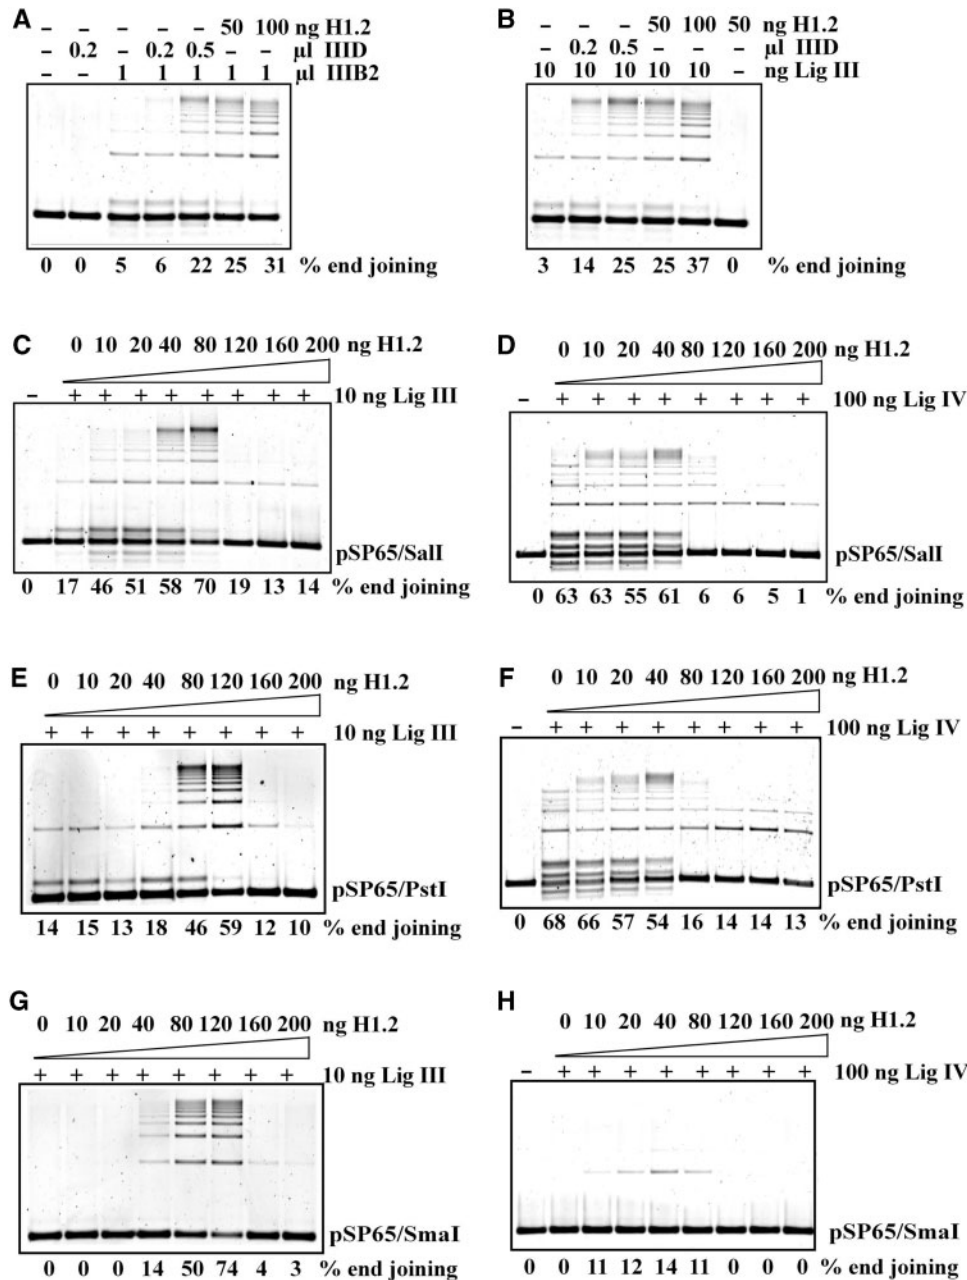 A
– – – – – 50 100 ng H1.2
– 0.2 – 0.2 0.5 – – µl IIID
– – 1 1 1 1 1 µl IIIB2
0 0 5 6 22 25 31 % end joining
B
– – – 50 100 50 ng H1.2
– 0.2 0.5 – – – µl IIID
10 10 10 10 10 – ng Lig III
3 14 25 25 37 0 % end joining
C
0 10 20 40 80 120 160 200 ng H1.2
– + + + + + + + + 10 ng Lig III
pSP65/SalI
0 17 46 51 58 70 19 13 14 % end joining
D
0 10 20 40 80 120 160 200 ng H1.2
– + + + + + + + + 100 ng Lig IV
pSP65/SalI
0 63 63 55 61 6 6 5 1 % end joining
E
0 10 20 40 80 120 160 200 ng H1.2
+ + + + + + + + 10 ng Lig III
pSP65/PstI
14 15 13 18 46 59 12 10 % end joining
F
0 10 20 40 80 120 160 200 ng H1.2
– + + + + + + + + 100 ng Lig IV
pSP65/PstI
0 68 66 57 54 16 14 14 13 % end joining
G
0 10 20 40 80 120 160 200 ng H1.2
+ + + + + + + + 10 ng Lig III
pSP65/SmaI
0 0 0 14 50 74 4 3 % end joining
H
0 10 20 40 80 120 160 200 ng H1.2
– + + + + + + + + 100 ng Lig IV
pSP65/SmaI
0 0 11 12 14 11 0 0 0 % end joining